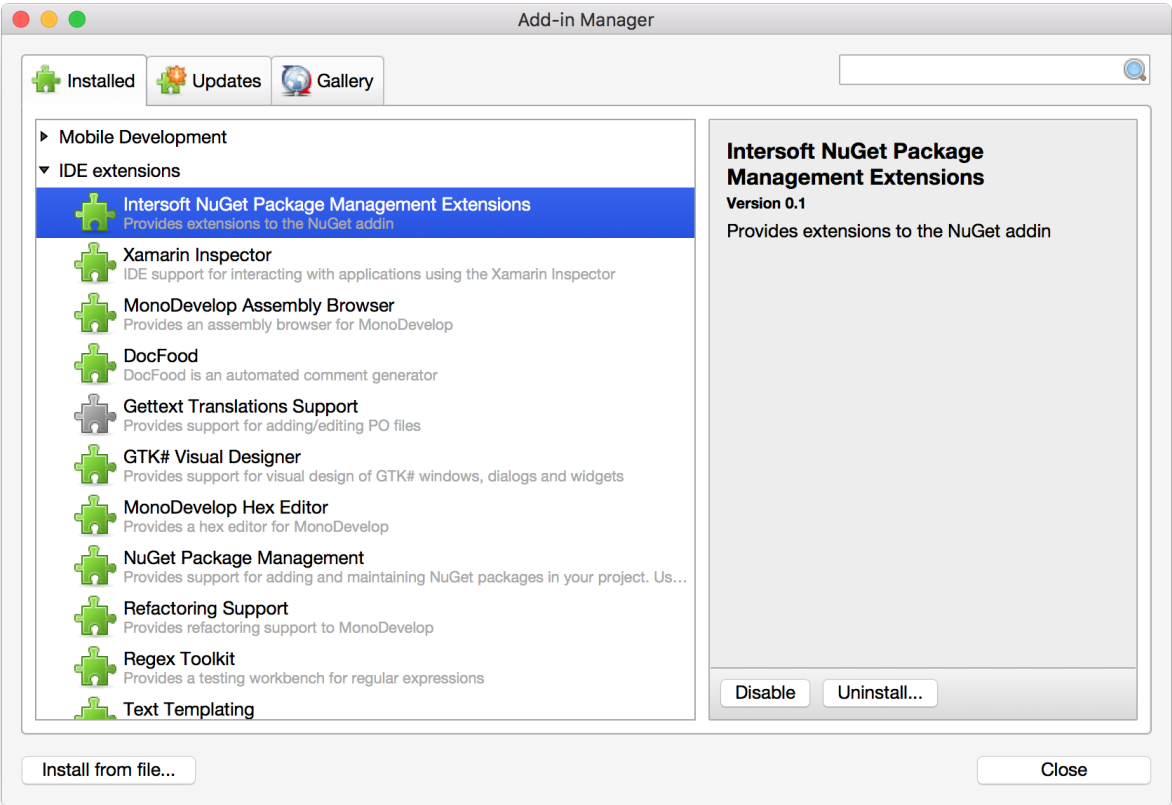 Add-in Manager
Installed
Updates
Gallery
Mobile Development
IDE extensions
Intersoft NuGet Package Management Extensions
Provides extensions to the NuGet addin
Xamarin Inspector
IDE support for interacting with applications using the Xamarin Inspector
MonoDevelop Assembly Browser
Provides an assembly browser for MonoDevelop
DocFood
DocFood is an automated comment generator
Gettext Translations Support
Provides support for adding/editing PO files
GTK# Visual Designer
Provides support for visual design of GTK# windows, dialogs and widgets
MonoDevelop Hex Editor
Provides a hex editor for MonoDevelop
NuGet Package Management
Provides support for adding and maintaining NuGet packages in your project. Us...
Refactoring Support
Provides refactoring support to MonoDevelop
Regex Toolkit
Provides a testing workbench for regular expressions
Text Templating
Intersoft NuGet Package
Management Extensions
Version 0.1
Provides extensions to the NuGet addin
Disable
Uninstall...
Install from file...
Close